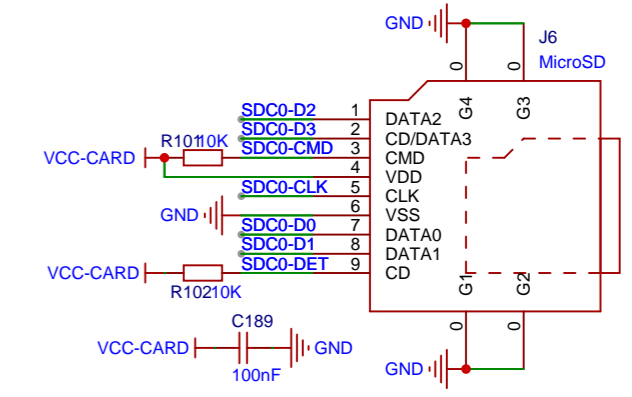 GND
J6
MicroSD
0
0
G4
G3
SDC0-D2 1 DATA2
SDC0-D3 2 CD/DATA3
R101 10K SDC0-CMD 3 CMD
VCC-CARD
4 VDD
SDC0-CLK 5 CLK
GND 6 VSS
SDC0-D0 7 DATA0
SDC0-D1 8 DATA1
VCC-CARD SDC0-DET 9 CD
R102 10K
G1
G2
0
0
C189
VCC-CARD GND
100nF
GND